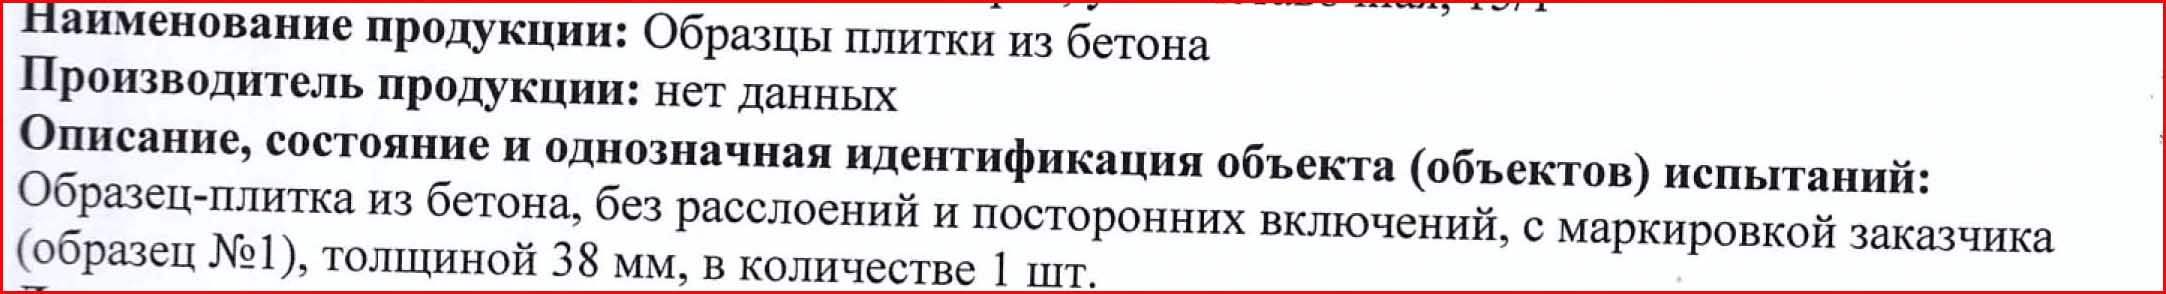 Наименование продукции: Образцы плитки из бетона
Производитель продукции: нет данных
Описание, состояние и однозначная идентификация объекта (объектов) испытаний:
Образец-плитка из бетона, без расслоений и посторонних включений, с маркировкой заказчика
(образец №1), толщиной 38 мм, в количестве 1 шт.